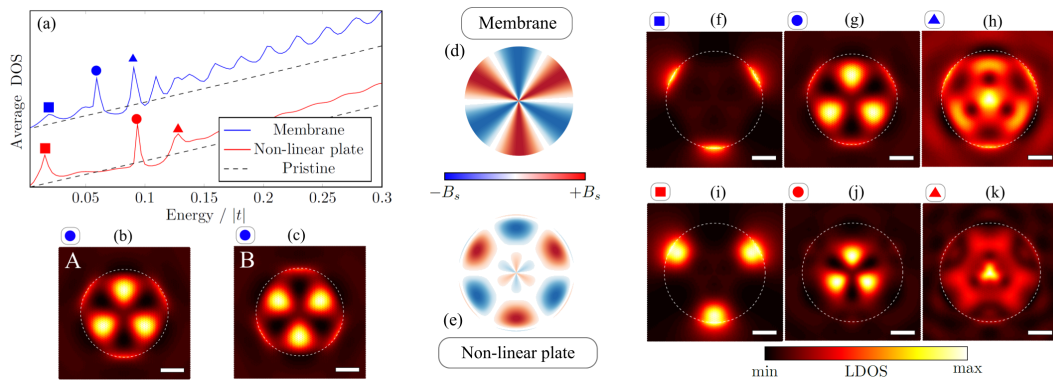 (a)
Average DOS
Membrane
Non-linear plate
Pristine
0.05
0.1
0.15
0.2
0.25
0.3
Energy / |t|
(b)
A
(c)
B
Membrane
(d)
−B_s
+B_s
(e)
Non-linear plate
(f)
(g)
(h)
(i)
(j)
(k)
min
LDOS
max